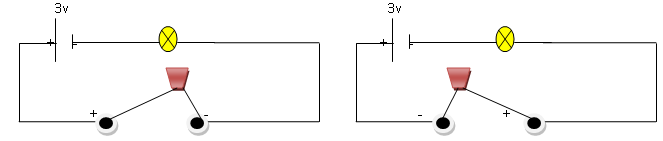 3v 3v
+ - + -
+ - - +